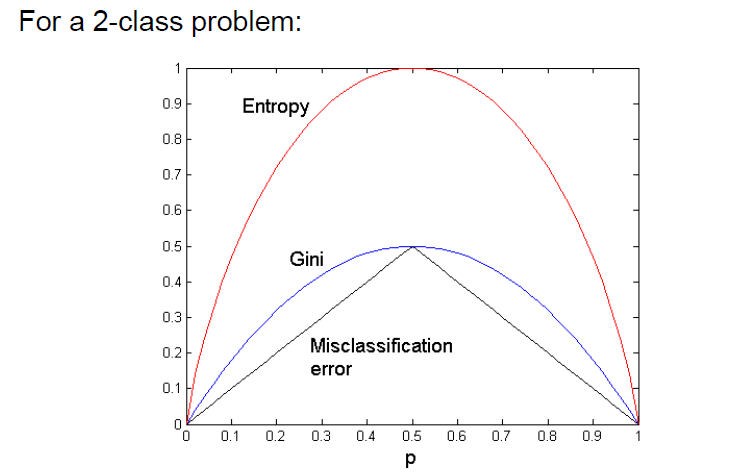 For a 2-class problem:
1
0.9
Entropy
0.8
0.7
0.6
0.5
Gini
0.4
0.3
Misclassification
error
0.2
0.1
0
0 0.1 0.2 0.3 0.4 0.5 0.6 0.7 0.8 0.9 1
p